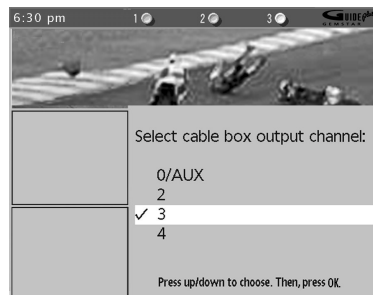 6:30 pm 1 2 3 GUIDE Plus+
GEMSTAR
Select cable box output channel:
0/AUX
2
✓ 3
4
Press up/down to choose. Then, press OK.